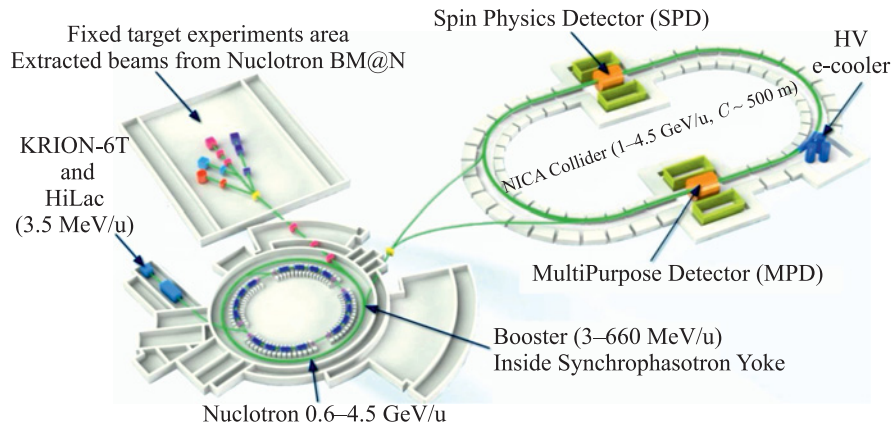 Fixed target experiments area
Extracted beams from Nuclotron BM@N
Spin Physics Detector (SPD)
HV
e-cooler
KRION-6T
and
HiLac
(3.5 MeV/u)
NICA Collider (1–4.5 GeV/u, C ~ 500 m)
MultiPurpose Detector (MPD)
Booster (3–660 MeV/u)
Inside Synchrophasotron Yoke
Nuclotron 0.6–4.5 GeV/u